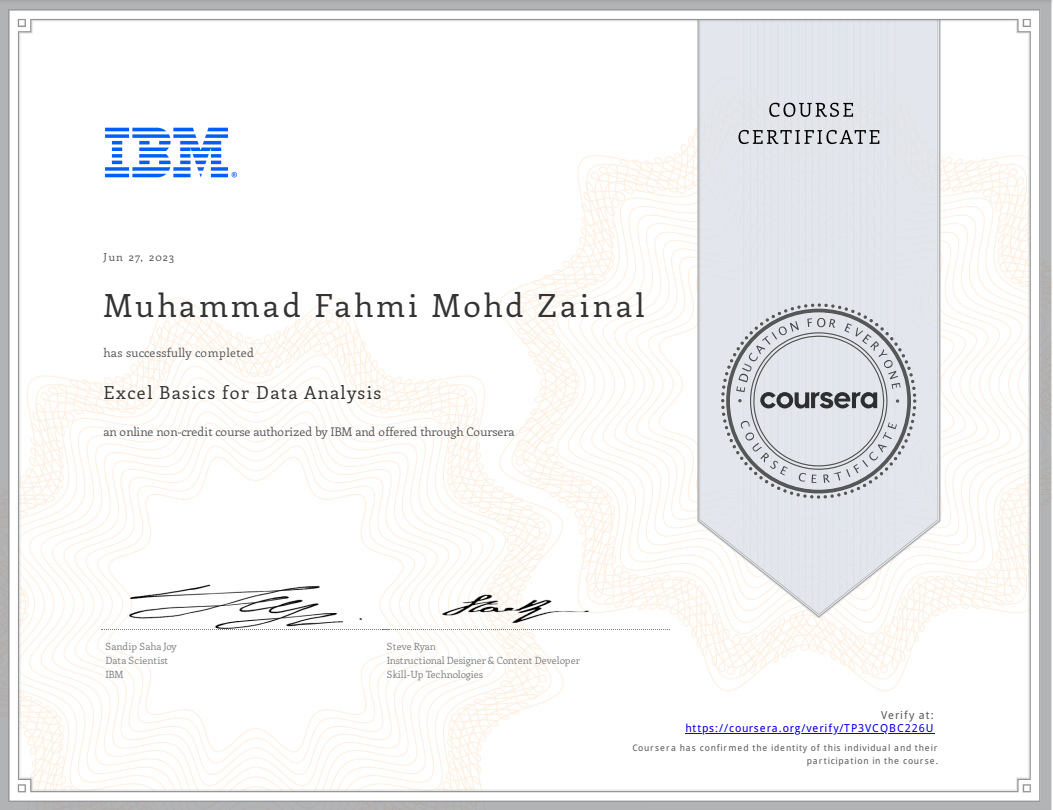 COURSE
CERTIFICATE
IBM®
Jun 27, 2023
Muhammad Fahmi Mohd Zainal
has successfully completed
Excel Basics for Data Analysis
an online non-credit course authorized by IBM and offered through Coursera
EDUCATION FOR EVERYONE
coursera
COURSE CERTIFICATE
Sandip Saha Joy
Data Scientist
IBM
Steve Ryan
Instructional Designer & Content Developer
Skill-Up Technologies
Verify at:
https://coursera.org/verify/TP3VCQBC226U
Coursera has confirmed the identity of this individual and their
participation in the course.